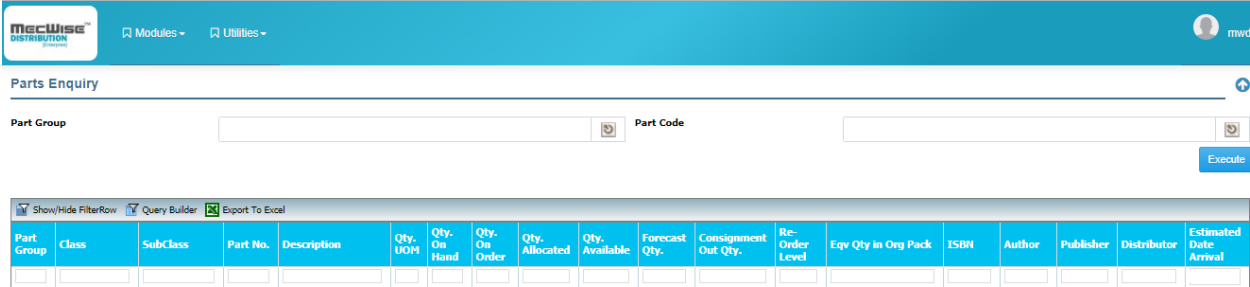 MecWise™
DISTRIBUTION
(Enterprise)
Modules
Utilities
mwd
Parts Enquiry
Part Group
Part Code
Execute
Show/Hide FilterRow Query Builder Export To Excel
Part Group
Class
SubClass
Part No.
Description
Qty. UOM
Qty. On Hand
Qty. On Order
Qty. Allocated
Qty. Available
Forecast Qty.
Consignment Out Qty.
Re-Order Level
Eqv Qty in Org Pack
ISBN
Author
Publisher
Distributor
Estimated Date Arrival